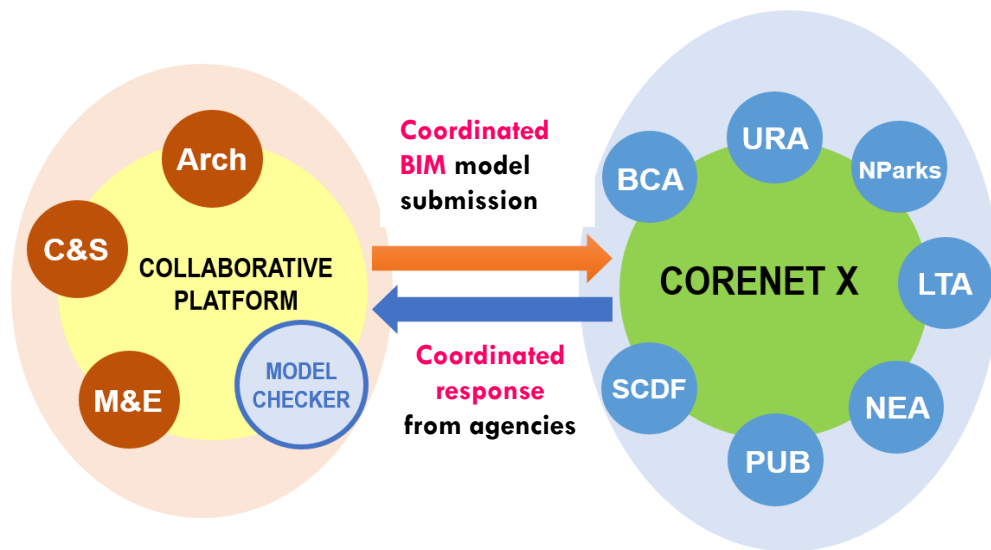 Arch
C&S
COLLABORATIVE
PLATFORM
M&E
MODEL
CHECKER
Coordinated
BIM model
submission
Coordinated
response
from agencies
URA
BCA
NParks
CORENET X
LTA
SCDF
NEA
PUB